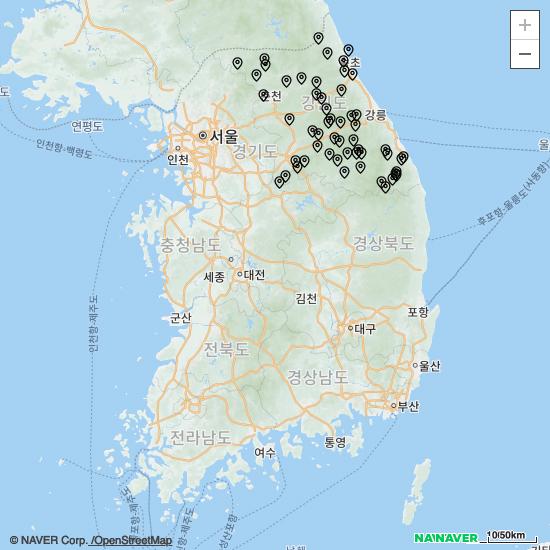 +
−
초
춘천
강원도
강릉
연평도
서울
인천항-백령도
인천
경기도
울
후포항-울릉도(사동항)
충청남도
경상북도
세종
대전
인천항-제주도
김천
군산
포항
대구
전북도
울산
경상남도
부산
전라남도
통영
여수
© NAVER Corp. /OpenStreetMap
NA\NAVER
10/50km